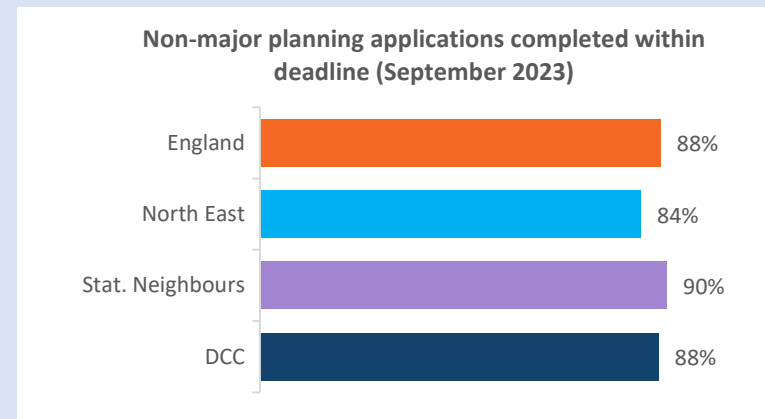 Non-major planning applications completed within
deadline (September 2023)
England 88%
North East 84%
Stat. Neighbours 90%
DCC 88%